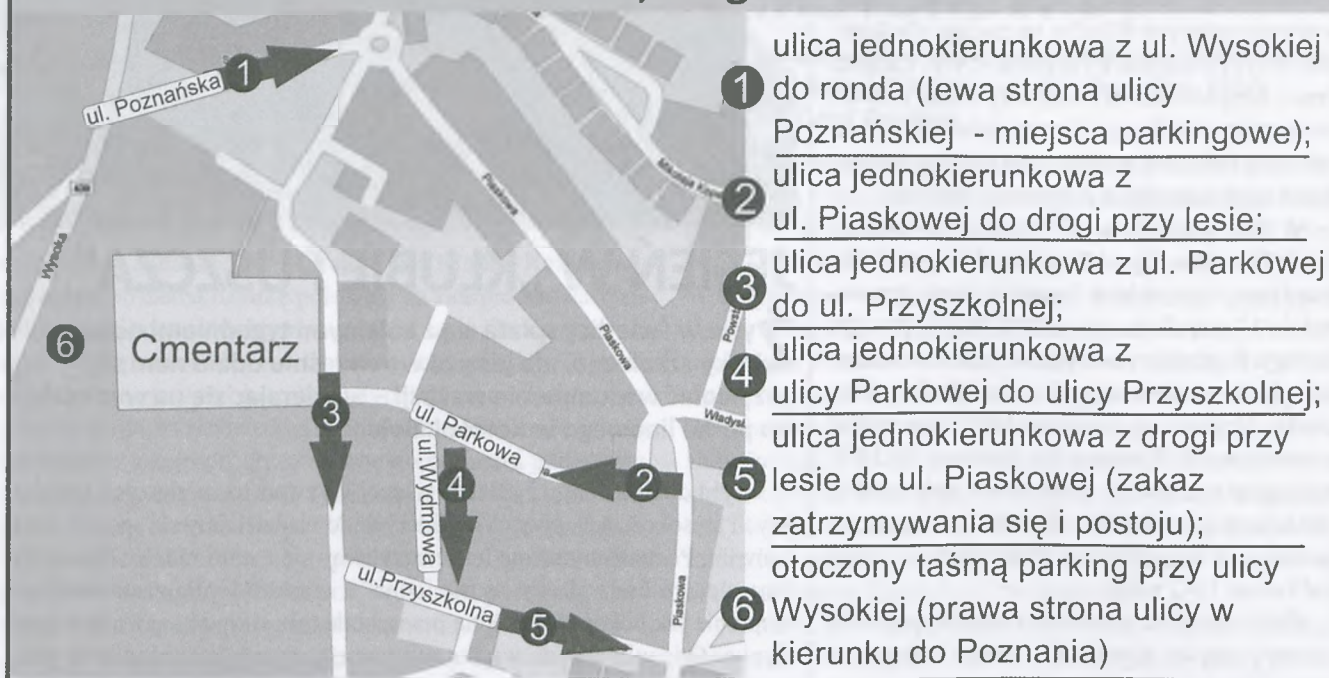 ul. Poznańska 1
Piaskowa
Wysoka
6 Cmentarz
3
ul. Parkowa
ul.Wydmowa
4
2
Piaskowa
ul.Przyszkolna
5
Piaskowa
1 ulica jednokierunkowa z ul. Wysokiej
do ronda (lewa strona ulicy
Poznańskiej - miejsca parkingowe);
2 ulica jednokierunkowa z
ul. Piaskowej do drogi przy lesie;
3 ulica jednokierunkowa z ul. Parkowej
do ul. Przyszkolnej;
4 ulica jednokierunkowa z
ulicy Parkowej do ulicy Przyszkolnej;
5 ulica jednokierunkowa z drogi przy
lesie do ul. Piaskowej (zakaz
zatrzymywania się i postoju);
6 otoczony taśmą parking przy ulicy
Wysokiej (prawa strona ulicy w
kierunku do Poznania)